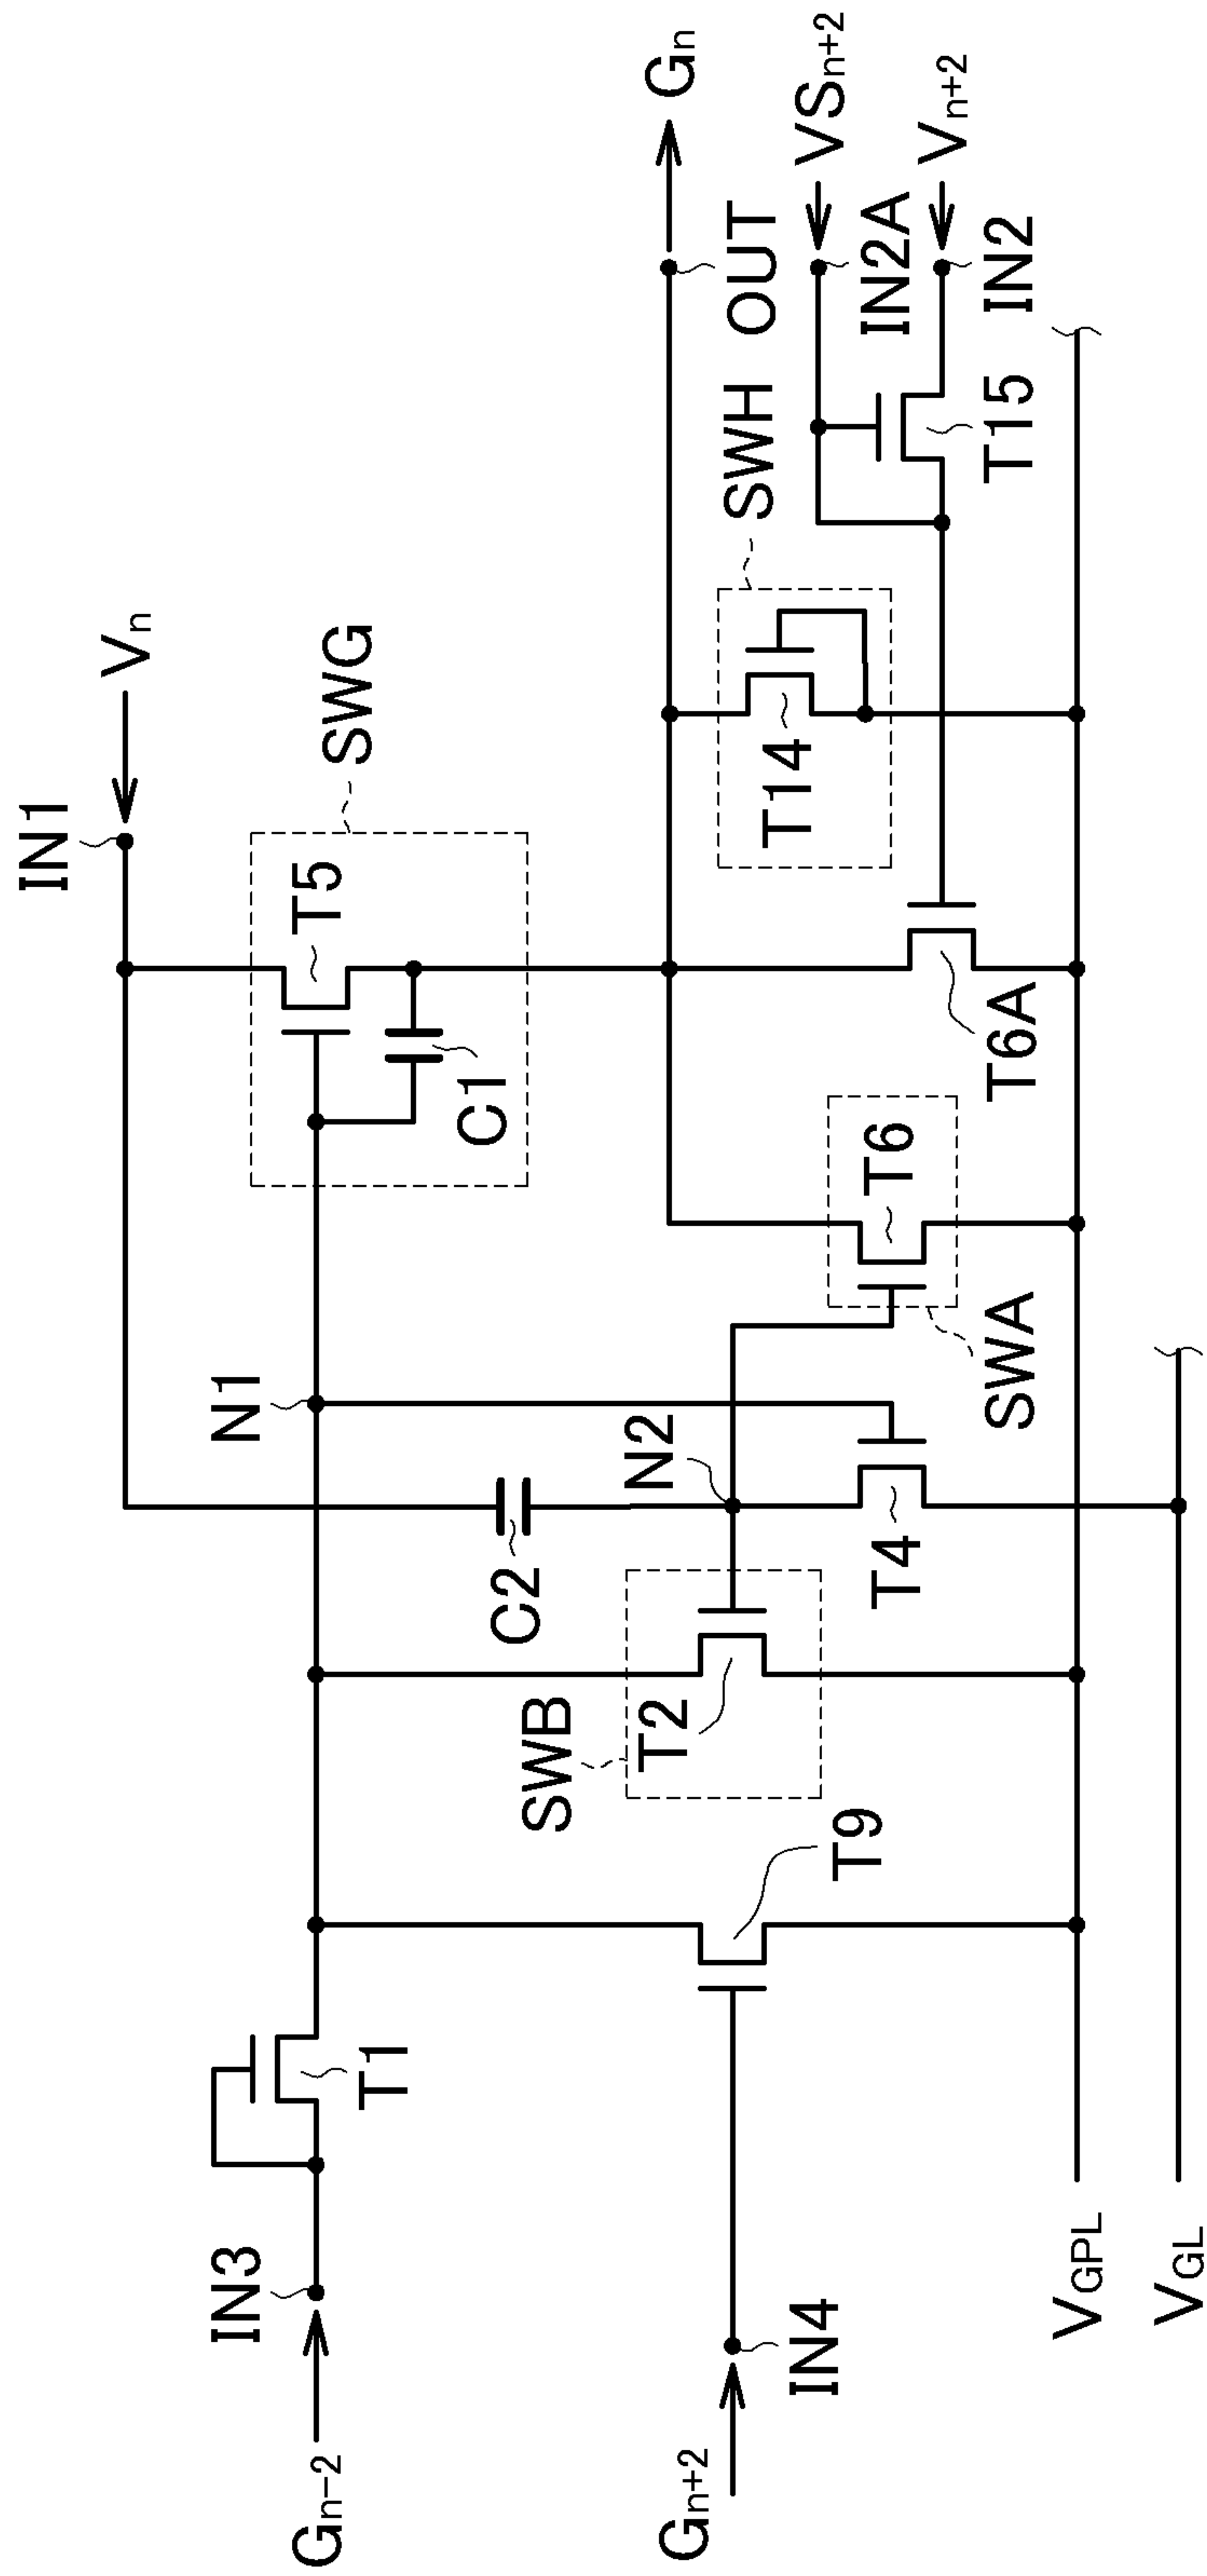 IN1
Vn
N1
SWG
T5
C1
IN3
Gn−2
T1
C2
N2
SWB
T2
T4
SWA
T6
T6A
SWH
T14
OUT
Gn
IN2A
VSn+2
IN2
Vn+2
T15
T9
IN4
Gn+2
VGPL
VGL